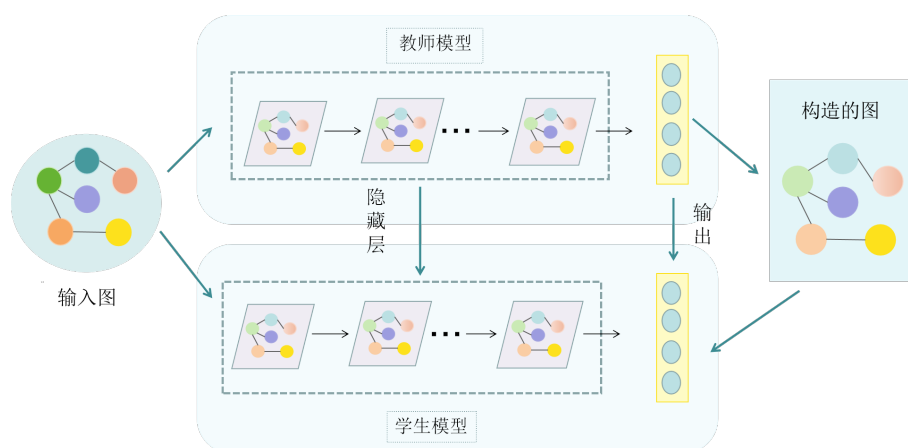 教师模型
构造的图
隐藏层
输出
输入图
学生模型